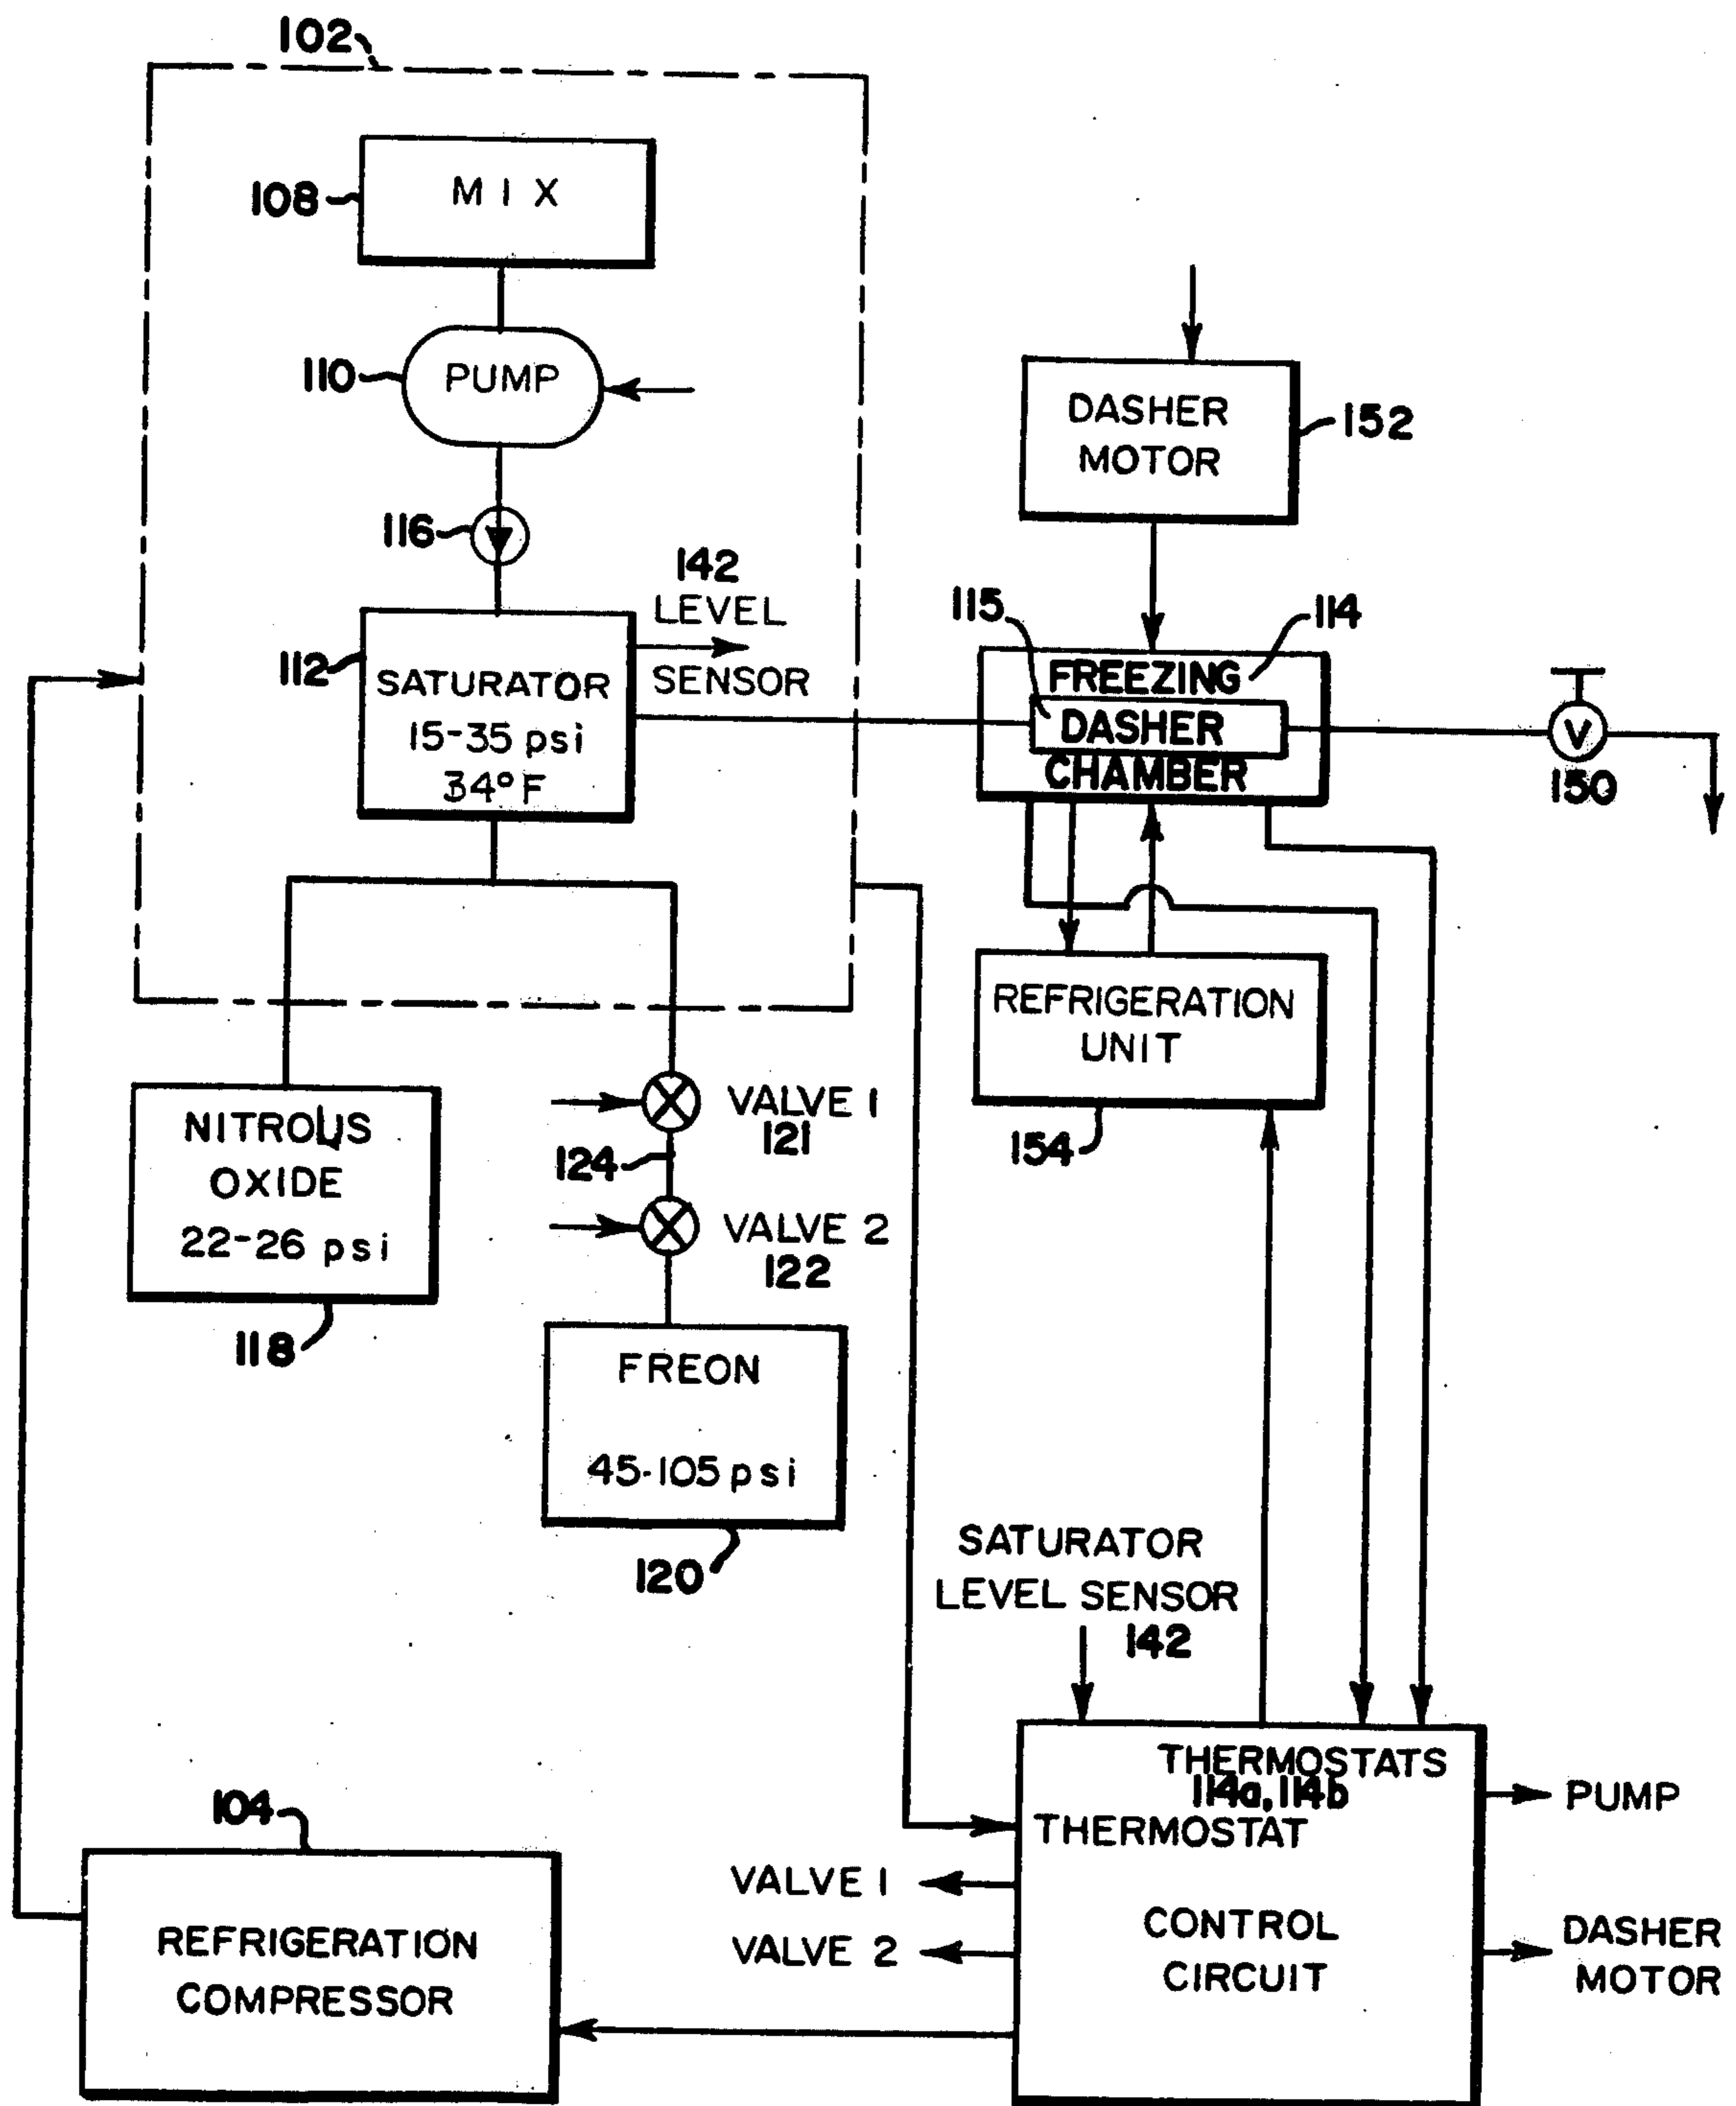 102
108
MIX
110
PUMP
116
142
LEVEL
SENSOR
112
SATURATOR
15-35 psi
34°F
DASHER
MOTOR
152
115
114
FREEZING
DASHER
CHAMBER
V
150
REFRIGERATION
UNIT
154
NITROUS
OXIDE
22-26 psi
118
VALVE 1
121
124
VALVE 2
122
FREON
45-105 psi
120
SATURATOR
LEVEL SENSOR
142
THERMOSTATS
114a, 114b
THERMOSTAT
CONTROL
CIRCUIT
PUMP
DASHER
MOTOR
VALVE 1
VALVE 2
104
REFRIGERATION
COMPRESSOR